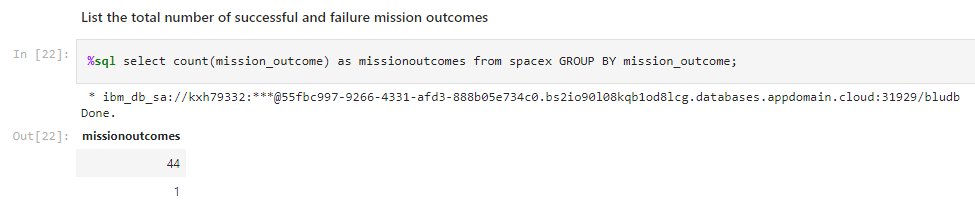 List the total number of successful and failure mission outcomes
In [22]: %sql select count(mission_outcome) as missionoutcomes from spacex GROUP BY mission_outcome;
* ibm_db_sa://kxh79332:***@55fbc997-9266-4331-afd3-888b05e734c0.bs2io90l08kqb1od8lcg.databases.appdomain.cloud:31929/bludb
Done.
Out[22]: missionoutcomes
44
1